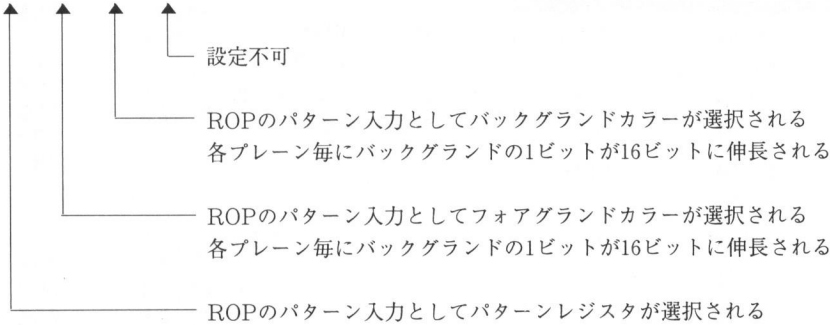 設定不可
ROPのパターン入力としてバックグランドカラーが選択される
各プレーン毎にバックグランドの1ビットが16ビットに伸長される
ROPのパターン入力としてフォアグランドカラーが選択される
各プレーン毎にバックグランドの1ビットが16ビットに伸長される
ROPのパターン入力としてパターンレジスタが選択される